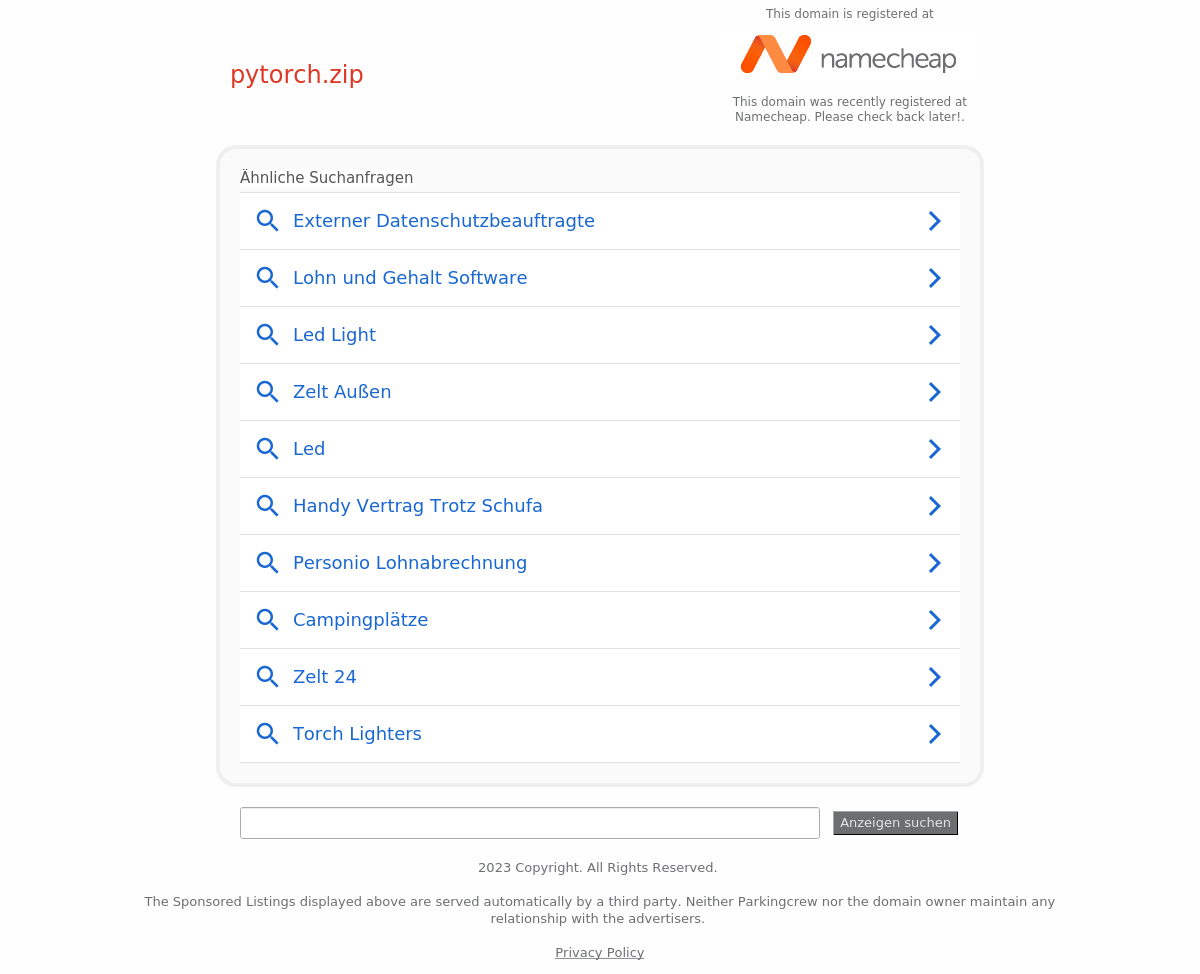 This domain is registered at
namecheap
pytorch.zip
This domain was recently registered at
Namecheap. Please check back later!.
Ähnliche Suchanfragen
Externer Datenschutzbeauftragte
Lohn und Gehalt Software
Led Light
Zelt Außen
Led
Handy Vertrag Trotz Schufa
Personio Lohnabrechnung
Campingplätze
Zelt 24
Torch Lighters
Anzeigen suchen
2023 Copyright. All Rights Reserved.
The Sponsored Listings displayed above are served automatically by a third party. Neither Parkingcrew nor the domain owner maintain any
relationship with the advertisers.
Privacy Policy